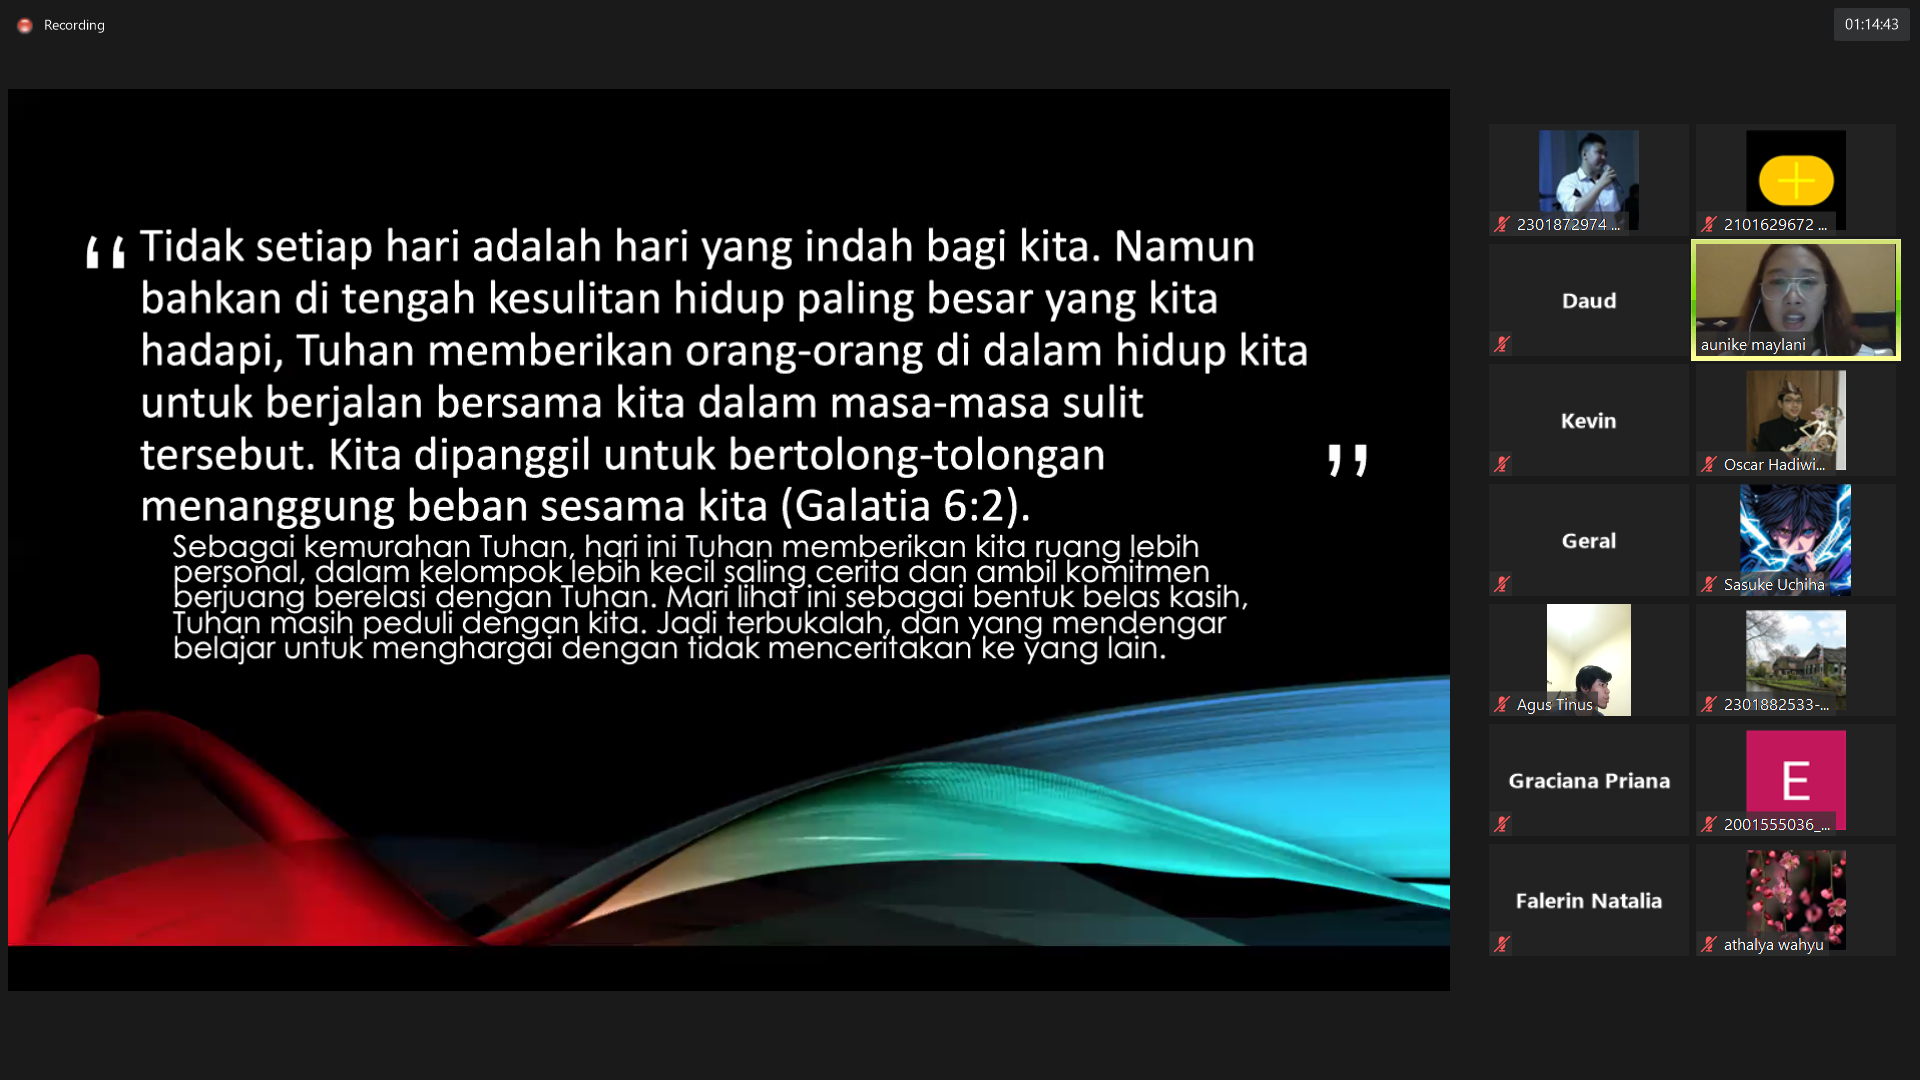 Recording
01:14:43
“ Tidak setiap hari adalah hari yang indah bagi kita. Namun
bahkan di tengah kesulitan hidup paling besar yang kita
hadapi, Tuhan memberikan orang-orang di dalam hidup kita
untuk berjalan bersama kita dalam masa-masa sulit
tersebut. Kita dipanggil untuk bertolong-tolongan
menanggung beban sesama kita (Galatia 6:2). ”
Sebagai kemurahan Tuhan, hari ini Tuhan memberikan kita ruang lebih
personal, dalam kelompok lebih kecil saling cerita dan ambil komitmen
berjuang berelasi dengan Tuhan. Mari lihat ini sebagai bentuk belas kasih,
Tuhan masih peduli dengan kita. Jadi terbukalah, dan yang mendengar
belajar untuk menghargai dengan tidak menceritakan ke yang lain.
2301872974 ...
2101629672 ...
Daud
aunike maylani
Kevin
Oscar Hadiwi...
Geral
Sasuke Uchiha
Agus Tinus
2301882533-...
Graciana Priana
E
2001555036_...
Falerin Natalia
athalya wahyu